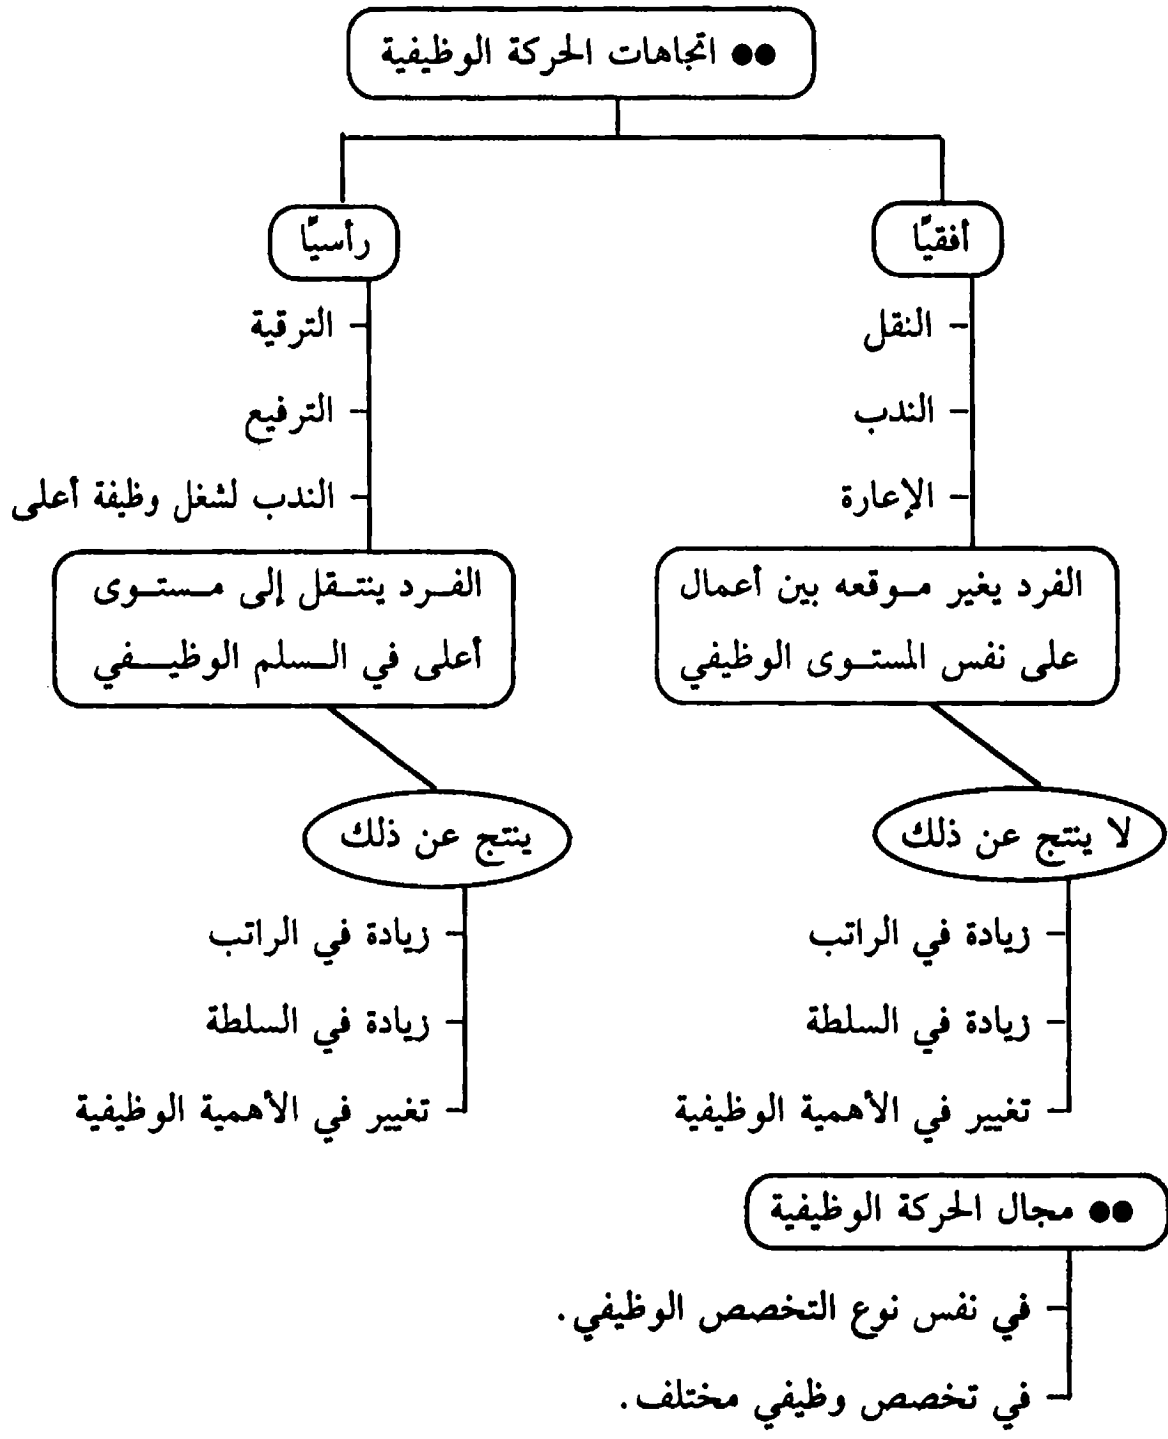 ●● اتجاهات الحركة الوظيفية
أفقيًّا
- النقل
- الندب
- الإعارة
الفرد يغير موقعه بين أعمال
على نفس المستوى الوظيفي
لا ينتج عن ذلك
- زيادة في الراتب
- زيادة في السلطة
- تغيير في الأهمية الوظيفية
رأسيًّا
- الترقية
- الترفيع
- الندب لشغل وظيفة أعلى
الفرد ينتقل إلى مستوى
أعلى في السلم الوظيفي
ينتج عن ذلك
- زيادة في الراتب
- زيادة في السلطة
- تغيير في الأهمية الوظيفية
●● مجال الحركة الوظيفية
- في نفس نوع التخصص الوظيفي.
- في تخصص وظيفي مختلف.